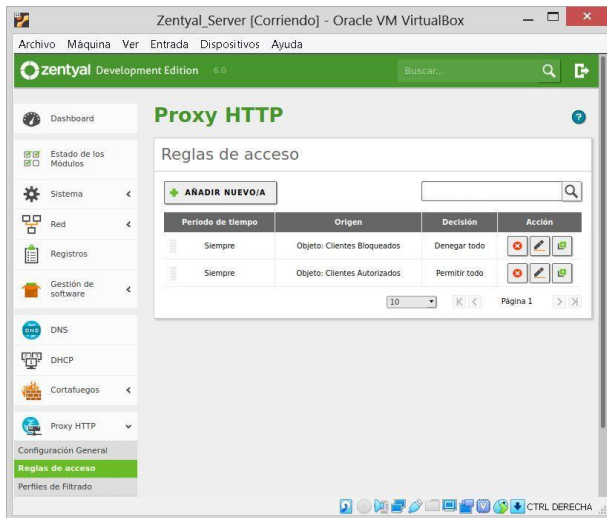 Zentyal_Server [Corriendo] - Oracle VM VirtualBox
Archivo Máquina Ver Entrada Dispositivos Ayuda
zentyal Development Edition 6.0 Buscar...
Dashboard
Estado de los
Módulos
Sistema
Red
Registros
Gestión de
software
DNS
DHCP
Cortafuegos
Proxy HTTP
Configuración General
Reglas de acceso
Perfiles de Filtrado
Proxy HTTP
Reglas de acceso
AÑADIR NUEVO/A
Período de tiempo Origen Decisión Acción
Siempre Objeto: Clientes Bloqueados Denegar todo
Siempre Objeto: Clientes Autorizados Permitir todo
10 Página 1
CTRL DERECHA